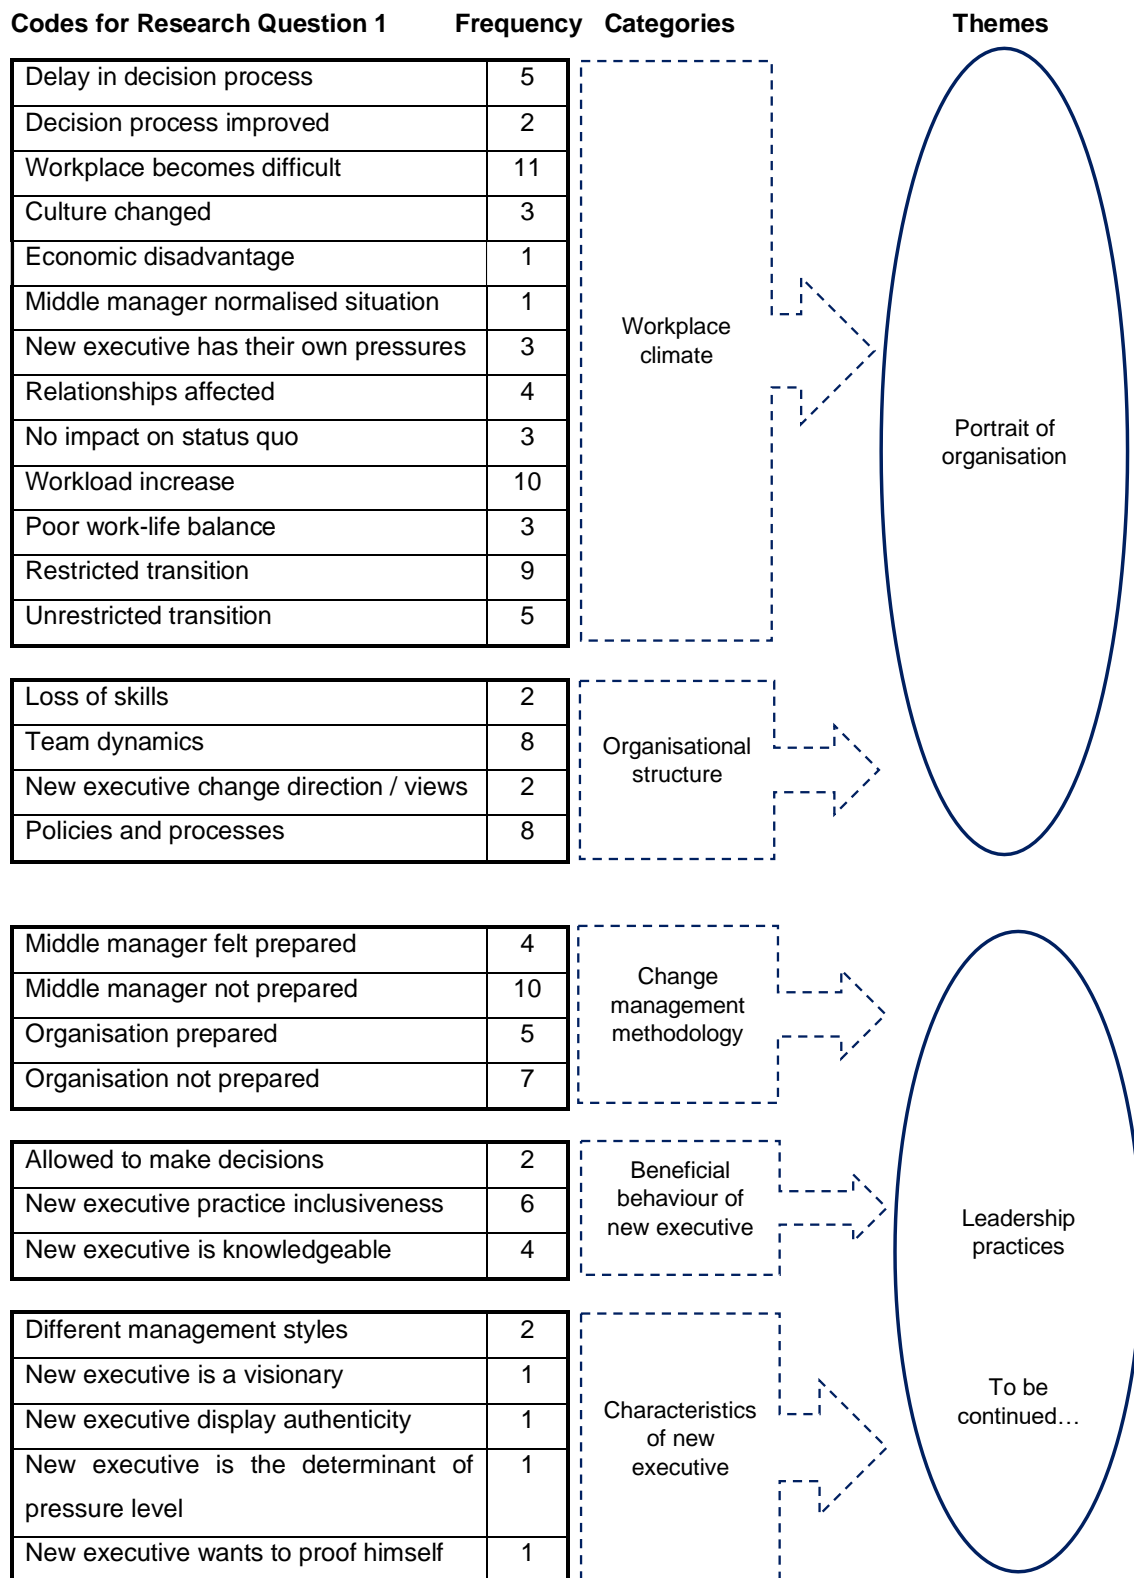 Codes for Research Question 1 Frequency Categories Themes
Delay in decision process 5
Decision process improved 2
Workplace becomes difficult 11
Culture changed 3
Economic disadvantage 1
Middle manager normalised situation 1
New executive has their own pressures 3
Relationships affected 4
No impact on status quo 3
Workload increase 10
Poor work-life balance 3
Restricted transition 9
Unrestricted transition 5
Workplace
climate
Portrait of
organisation
Loss of skills 2
Team dynamics 8
New executive change direction / views 2
Policies and processes 8
Organisational
structure
Middle manager felt prepared 4
Middle manager not prepared 10
Organisation prepared 5
Organisation not prepared 7
Change
management
methodology
Allowed to make decisions 2
New executive practice inclusiveness 6
New executive is knowledgeable 4
Beneficial
behaviour of
new executive
Leadership
practices
Different management styles 2
New executive is a visionary 1
New executive display authenticity 1
New executive is the determinant of 1
pressure level
New executive wants to proof himself 1
Characteristics
of new
executive
To be
continued…